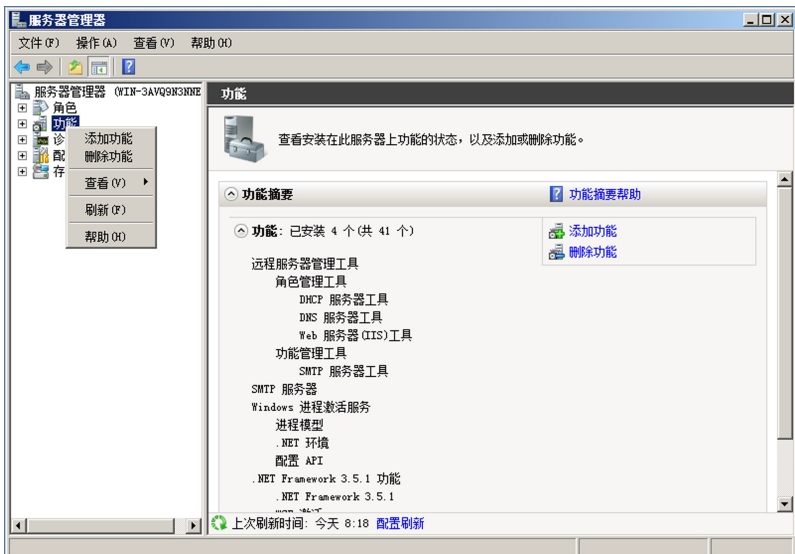 服务器管理器
文件(F) 操作(A) 查看(V) 帮助(H)
服务器管理器 (WIN-3AVQ9N3NNE
角色
功能
诊
配
存
添加功能
删除功能
查看(V)
刷新(F)
帮助(H)
功能
查看安装在此服务器上功能的状态，以及添加或删除功能。
功能摘要
功能摘要帮助
功能: 已安装 4 个(共 41 个)
添加功能
删除功能
远程服务器管理工具
角色管理工具
DHCP 服务器工具
DNS 服务器工具
Web 服务器(IIS)工具
功能管理工具
SMTP 服务器工具
SMTP 服务器
Windows 进程激活服务
进程模型
.NET 环境
配置 API
.NET Framework 3.5.1 功能
.NET Framework 3.5.1
上次刷新时间: 今天 8:18 配置刷新